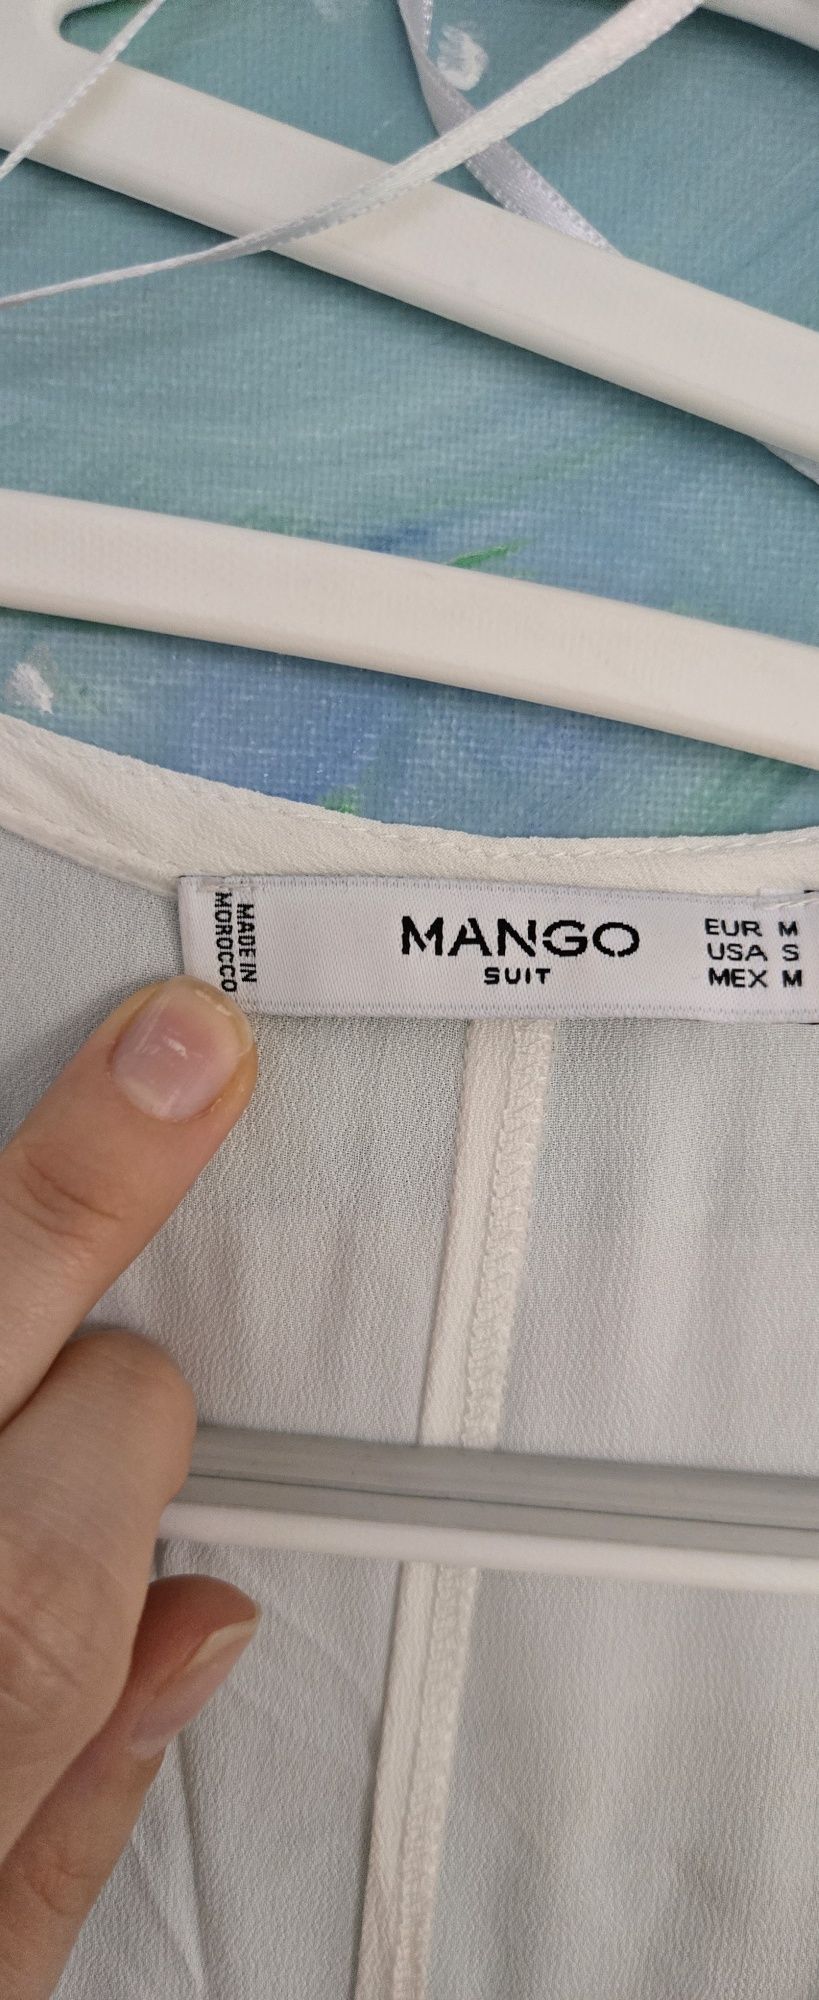 MADE IN
MOROCCO
MANGO
SUIT
EUR M
USA S
MEX M